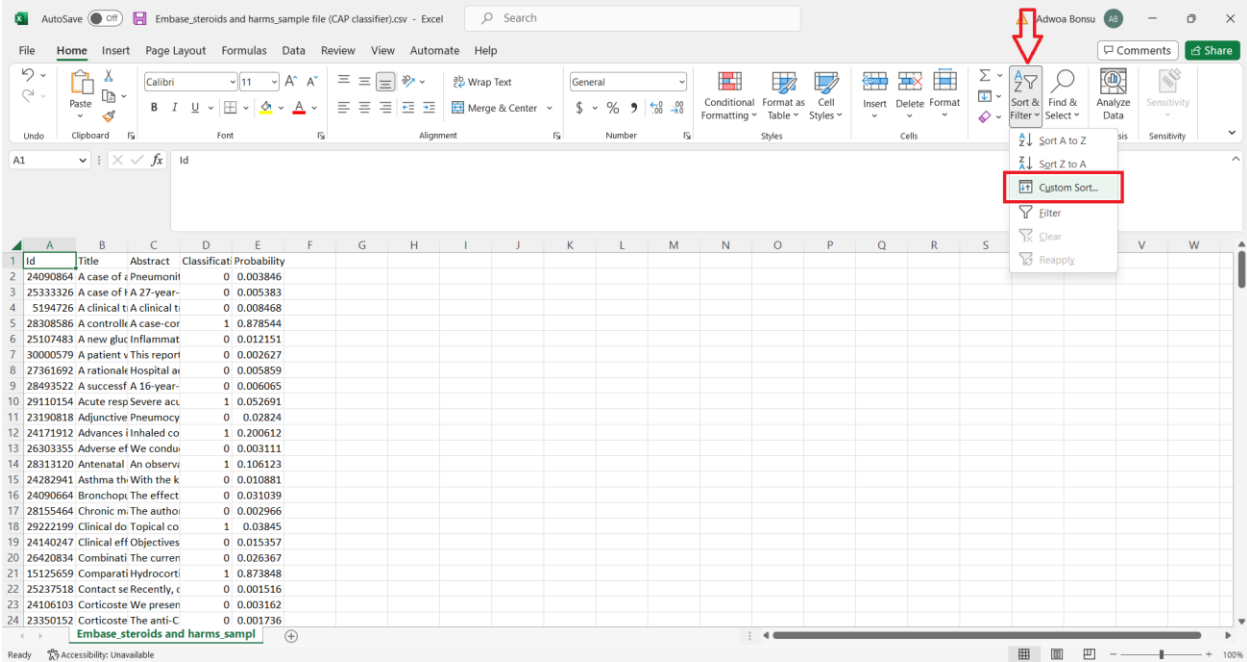 AutoSave Off Embase_steroids and harms_sample file (CAP classifier).csv - Excel Search Adwoa Bonsu AB
File Home Insert Page Layout Formulas Data Review View Automate Help Comments Share
Calibri 11 A^ Aˇ Wrap Text General
Paste B I U A Merge & Center $ % 9 Conditional Formatting Format as Table Cell Styles Insert Delete Format Sort & Filter Find & Select Analyze Data Sensitivity
Undo Clipboard Font Alignment Number Styles Cells sis Sensitivity
Sort A to Z
Sort Z to A
Custom Sort...
Filter
Clear
Reapply
A1 fx Id
A B C D E F G H I J K L M N O P Q R S V W
1 Id Title Abstract Classificati Probability
2 24090864 A case of a Pneumonit 0 0.003846
3 25333326 A case of H A 27-year- 0 0.005383
4 5194726 A clinical tr A clinical tr 0 0.008468
5 28308586 A controlle A case-cor 1 0.878544
6 25107483 A new gluc Inflammat 0 0.012151
7 30000579 A patient v This report 0 0.002627
8 27361692 A rationale Hospital ac 0 0.005859
9 28493522 A successf A 16-year- 0 0.006065
10 29110154 Acute resp Severe acu 1 0.052691
11 23190818 Adjunctive Pneumocy 0 0.02824
12 24171912 Advances i Inhaled co 1 0.200612
13 26303355 Adverse ef We condu 0 0.003111
14 28313120 Antenatal An observa 1 0.106123
15 24282941 Asthma the With the k 0 0.010881
16 24090664 Bronchopu The effect 0 0.031039
17 28155464 Chronic ma The author 0 0.002966
18 29222199 Clinical do Topical co 1 0.03845
19 24140247 Clinical eff Objectives 0 0.015357
20 26420834 Combinati The curren 0 0.026367
21 15125659 Comparati Hydrocorti 1 0.873848
22 25237518 Contact se Recently, c 0 0.001516
23 24106103 Corticoste We presen 0 0.003162
24 23350152 Corticoste The anti-C 0 0.001736
Embase_steroids and harms_sampl
Ready Accessibility: Unavailable 100%